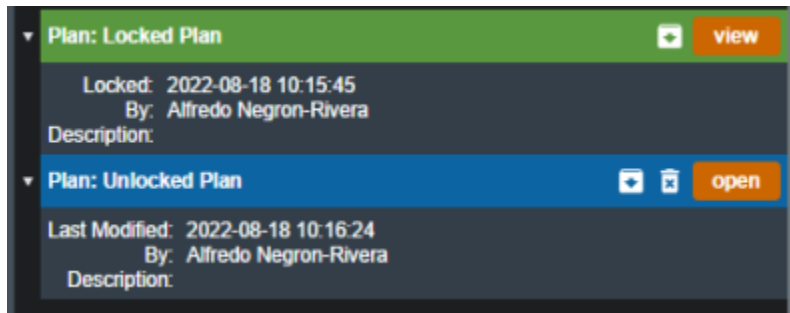 Plan: Locked Plan view
Locked: 2022-08-18 10:15:45
By: Alfredo Negron-Rivera
Description:
Plan: Unlocked Plan open
Last Modified: 2022-08-18 10:16:24
By: Alfredo Negron-Rivera
Description: